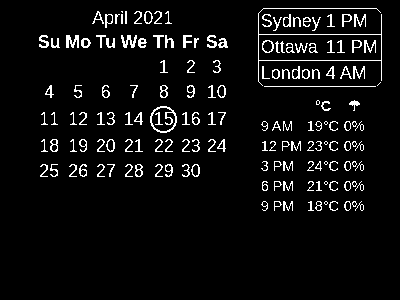 April 2021
Su Mo Tu We Th Fr Sa
1 2 3
4 5 6 7 8 9 10
11 12 13 14 15 16 17
18 19 20 21 22 23 24
25 26 27 28 29 30
Sydney 1 PM
Ottawa 11 PM
London 4 AM
°C
9 AM 19°C 0%
12 PM 23°C 0%
3 PM 24°C 0%
6 PM 21°C 0%
9 PM 18°C 0%